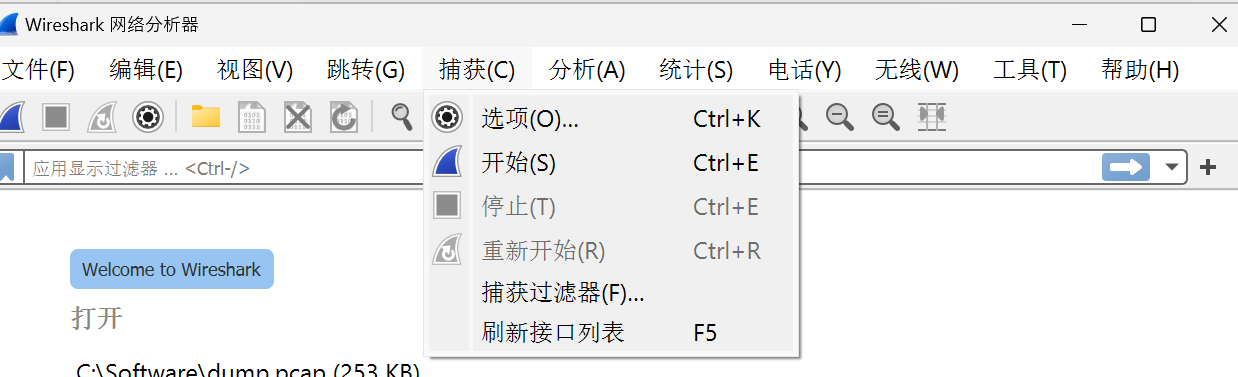 Wireshark 网络分析器
文件(F) 编辑(E) 视图(V) 跳转(G) 捕获(C) 分析(A) 统计(S) 电话(Y) 无线(W) 工具(T) 帮助(H)
应用显示过滤器 ... <Ctrl-/>
选项(O)... Ctrl+K
开始(S) Ctrl+E
停止(T) Ctrl+E
重新开始(R) Ctrl+R
捕获过滤器(F)...
刷新接口列表 F5
Welcome to Wireshark
打开
C:\Software\dump.pcap (253 KB)